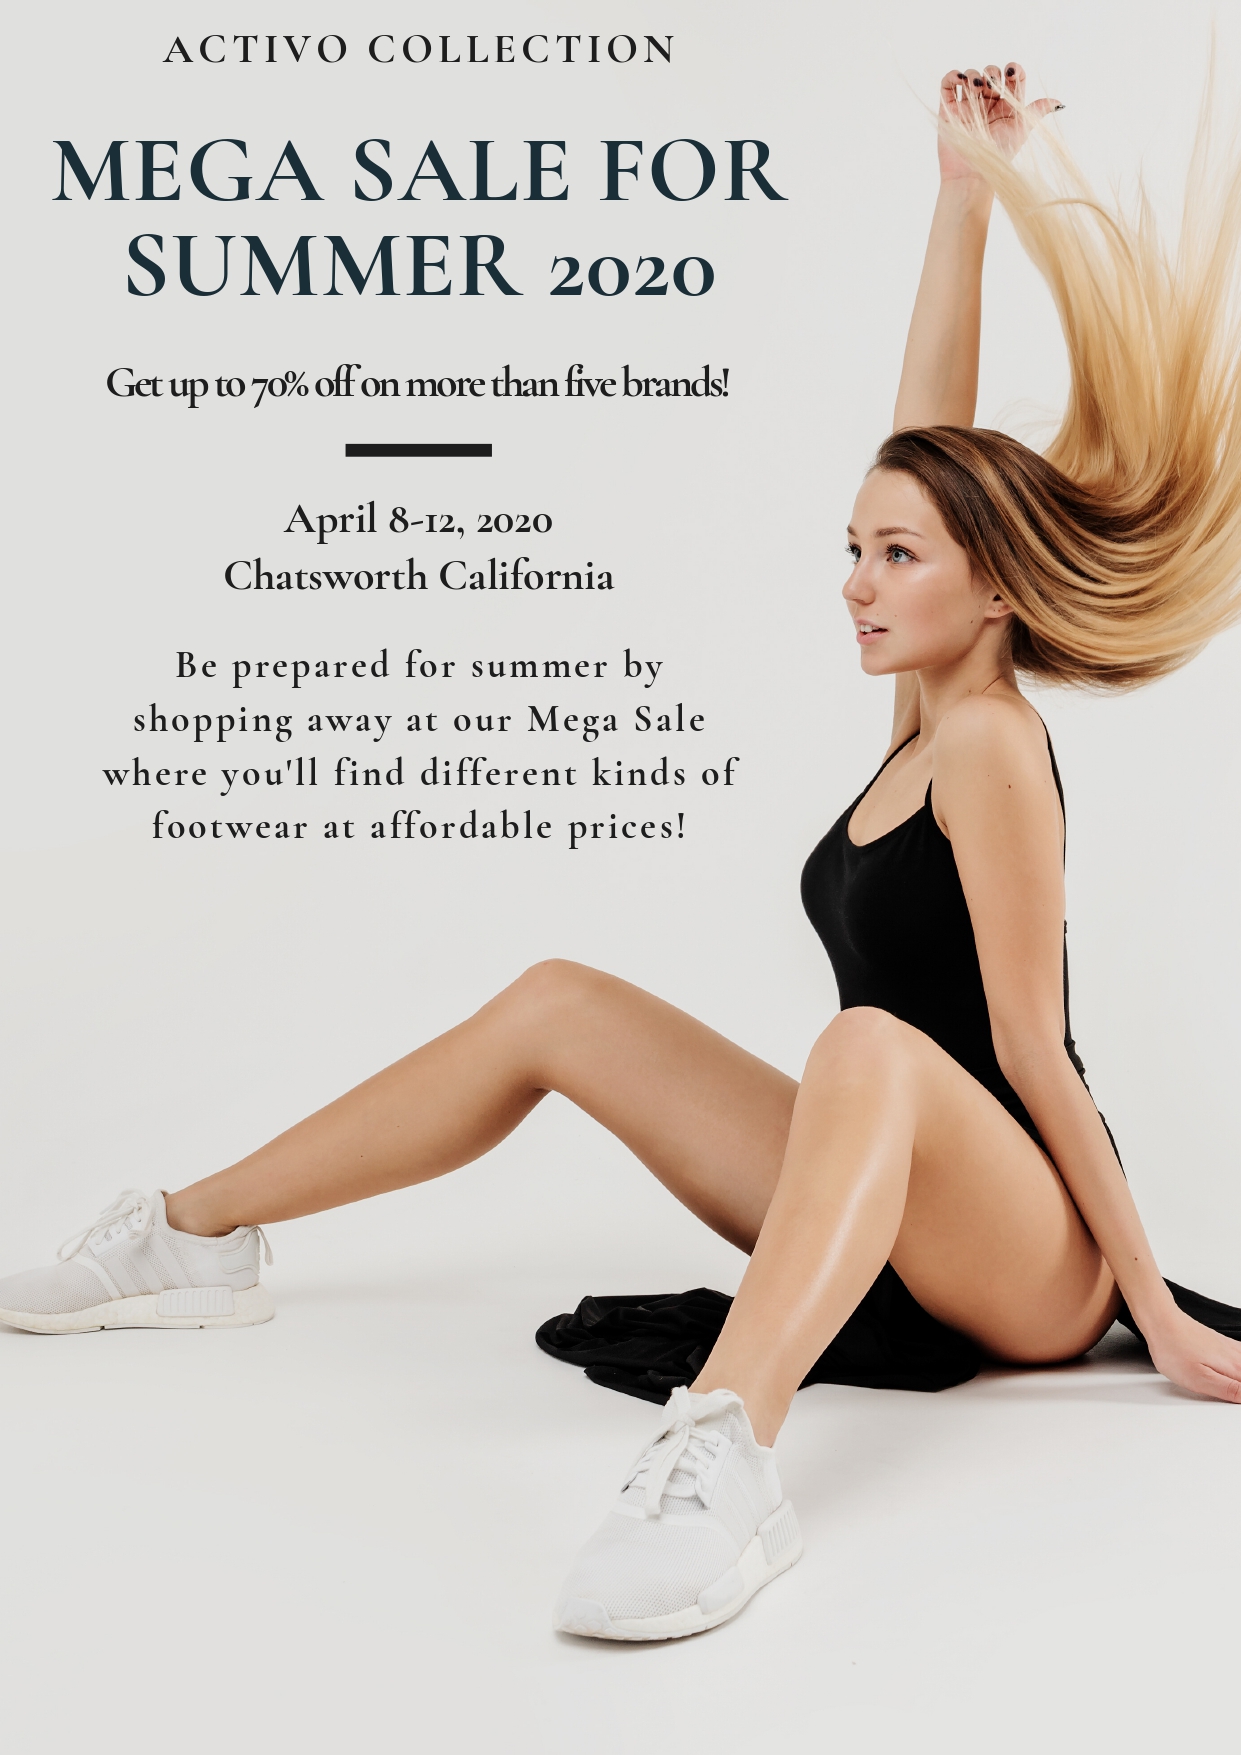 ACTIVO COLLECTION
MEGA SALE FOR
SUMMER 2020
Get up to 70% off on more than five brands!
April 8-12, 2020
Chatsworth California
Be prepared for summer by
shopping away at our Mega Sale
where you'll find different kinds of
footwear at affordable prices!